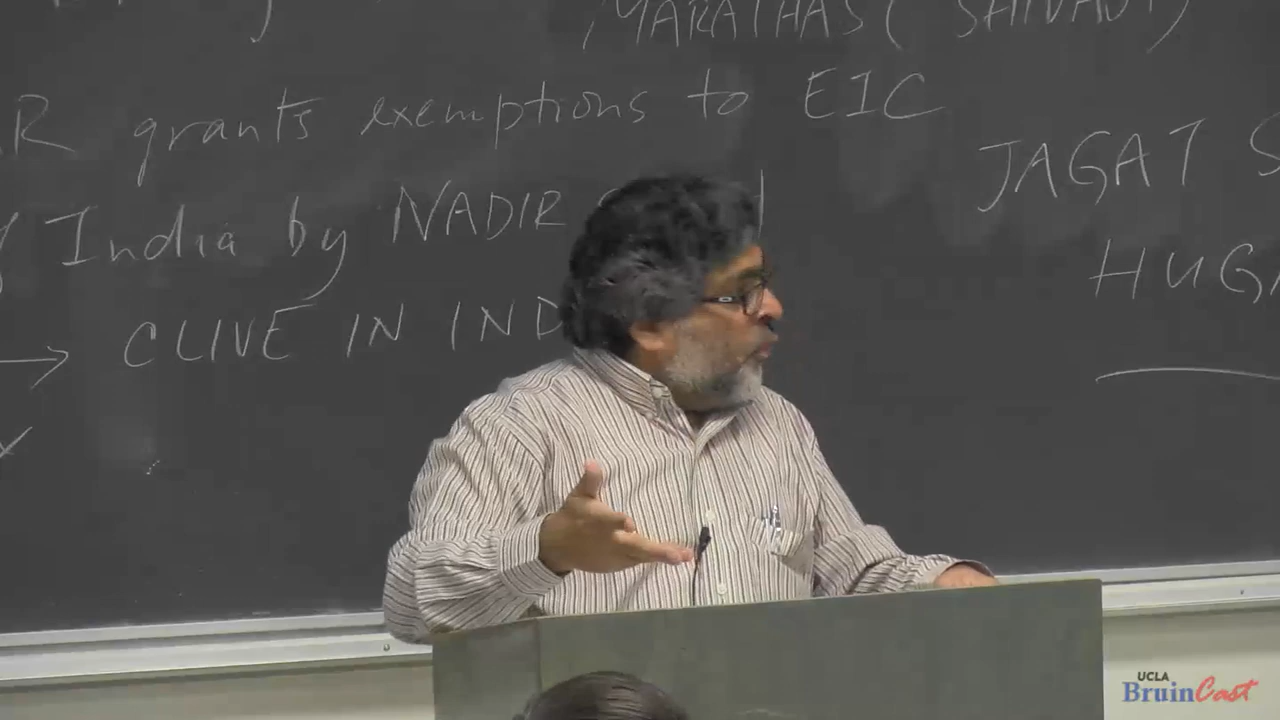 MARATHAS (SHIVAJI)
R grants exemptions to EIC
JAGAT S
India by NADIR
HUG
CLIVE IN IND
UCLA
BruinCast